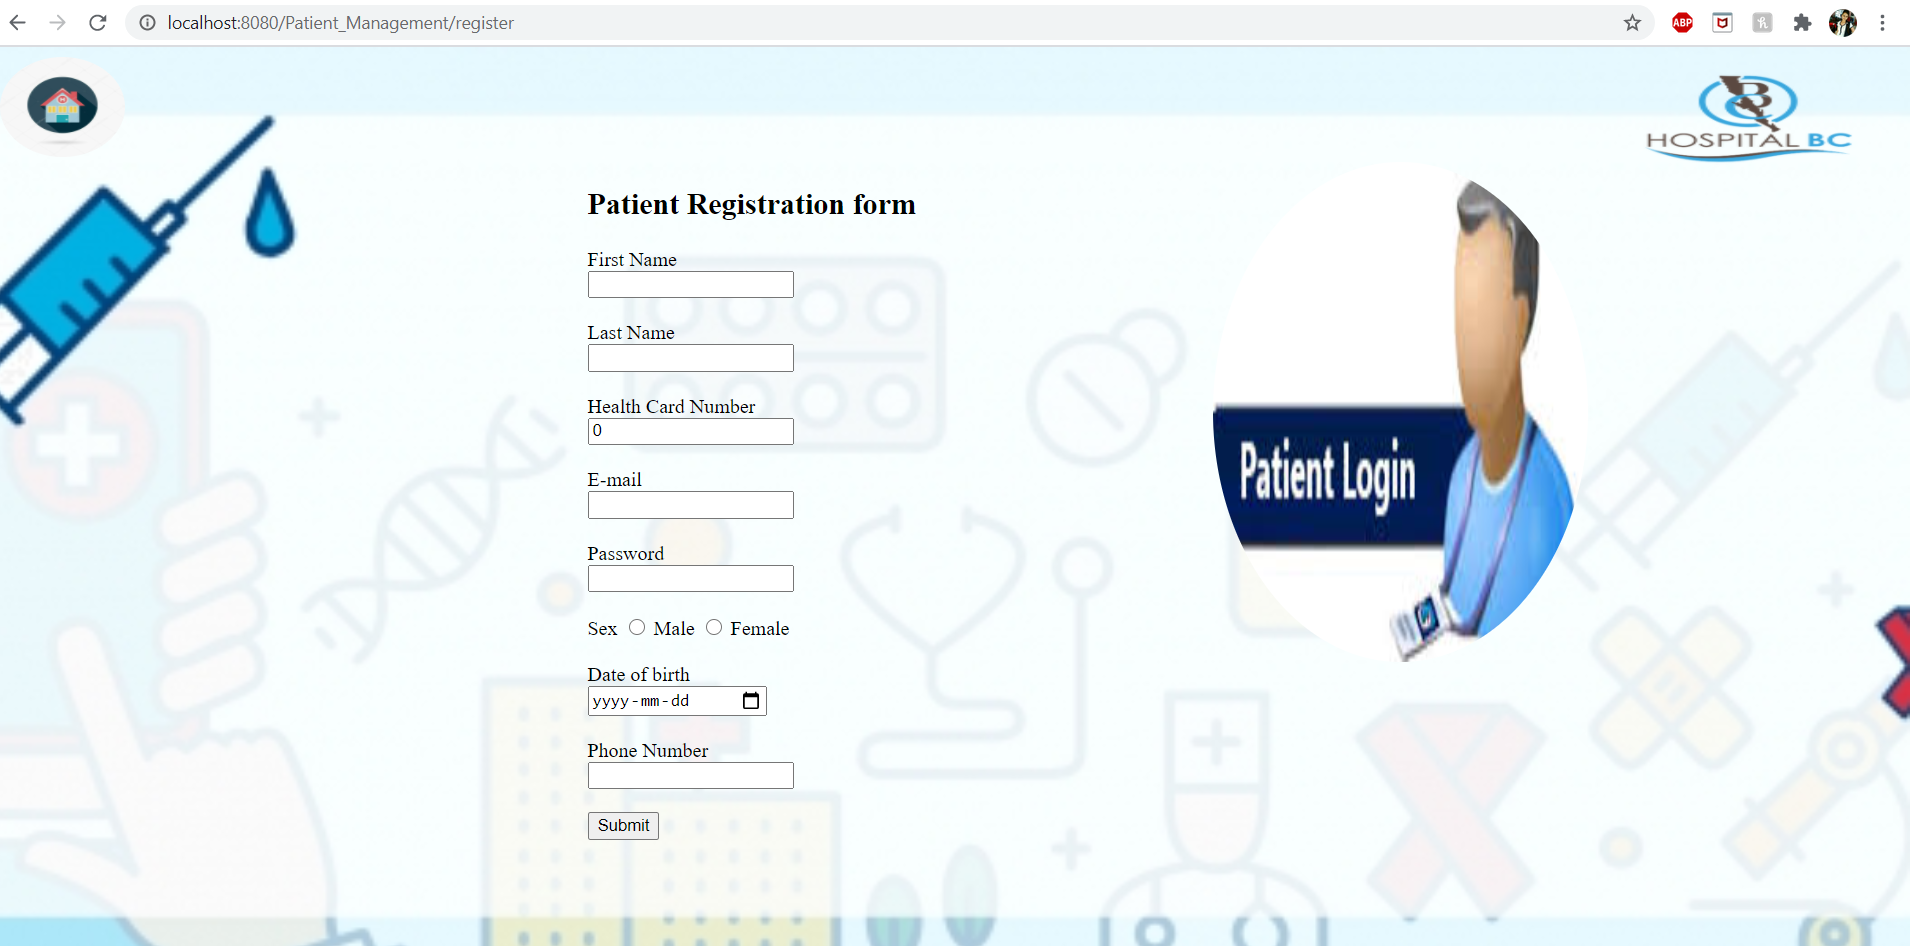 localhost:8080/Patient_Management/register
ABP
HOSPITAL BC
Patient Registration form
First Name
Last Name
Health Card Number
0
E-mail
Password
Sex Male Female
Date of birth
yyyy-mm-dd
Phone Number
Submit
Patient Login